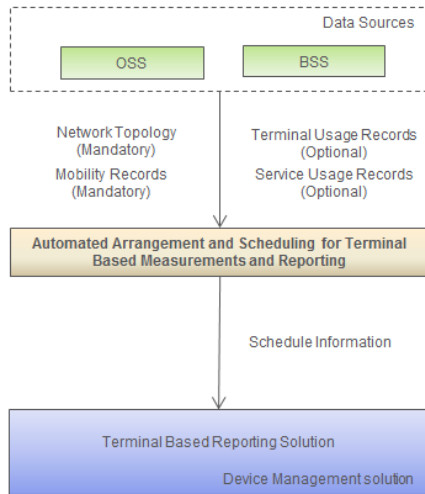 Data Sources
OSS
BSS
Network Topology
(Mandatory)
Mobility Records
(Mandatory)
Terminal Usage Records
(Optional)
Service Usage Records
(Optional)
Automated Arrangement and Scheduling for Terminal
Based Measurements and Reporting
Schedule Information
Terminal Based Reporting Solution
Device Management solution